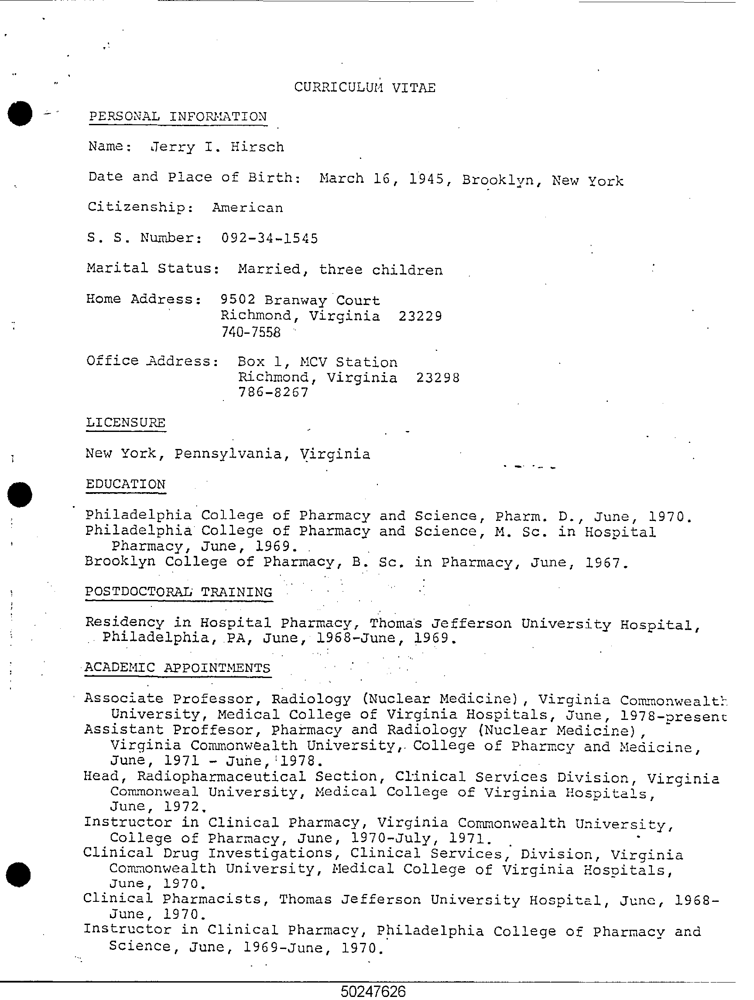 CURRICULUM VITAE
PERSONAL INFORMATION
Name: Jerry I. Hirsch
Date and Place of Birth: March 16, 1945, Brooklyn, New York
Citizenship: American
S. S. Number: 092-34-1545
Marital Status: Married, three children
Home Address: 9502 Branway Court
Richmond, Virginia 23229
740-7558
Office Address: Box 1, MCV Station
Richmond, Virginia 23298
786-8267
LICENSURE
New York, Pennsylvania, Virginia
EDUCATION
Philadelphia College of Pharmacy and Science, Pharm. D., June, 1970.
Philadelphia College of Pharmacy and Science, M. Sc. in Hospital
Pharmacy, June, 1969.
Brooklyn College of Pharmacy, B. Sc. in Pharmacy, June, 1967.
POSTDOCTORAL TRAINING
Residency in Hospital Pharmacy, Thomas Jefferson University Hospital,
Philadelphia, PA, June, 1968-June, 1969.
ACADEMIC APPOINTMENTS
Associate Professor, Radiology (Nuclear Medicine), Virginia Commonwealth
University, Medical College of Virginia Hospitals, June, 1978-present
Assistant Proffesor, Pharmacy and Radiology (Nuclear Medicine),
Virginia Commonwealth University, College of Pharmcy and Medicine,
June, 1971 - June, 1978.
Head, Radiopharmaceutical Section, Clinical Services Division, Virginia
Commonweal University, Medical College of Virginia Hospitals,
June, 1972.
Instructor in Clinical Pharmacy, Virginia Commonwealth University,
College of Pharmacy, June, 1970-July, 1971.
Clinical Drug Investigations, Clinical Services, Division, Virginia
Commonwealth University, Medical College of Virginia Hospitals,
June, 1970.
Clinical Pharmacists, Thomas Jefferson University Hospital, June, 1968-
June, 1970.
Instructor in Clinical Pharmacy, Philadelphia College of Pharmacy and
Science, June, 1969-June, 1970.
50247626